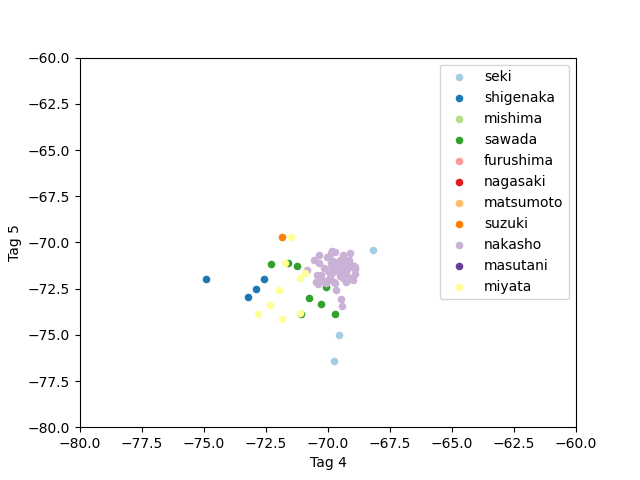 −60.0
−62.5
−65.0
−67.5
−70.0
−72.5
−75.0
−77.5
−80.0
Tag 5
seki
shigenaka
mishima
sawada
furushima
nagasaki
matsumoto
suzuki
nakasho
masutani
miyata
−80.0 −77.5 −75.0 −72.5 −70.0 −67.5 −65.0 −62.5 −60.0
Tag 4